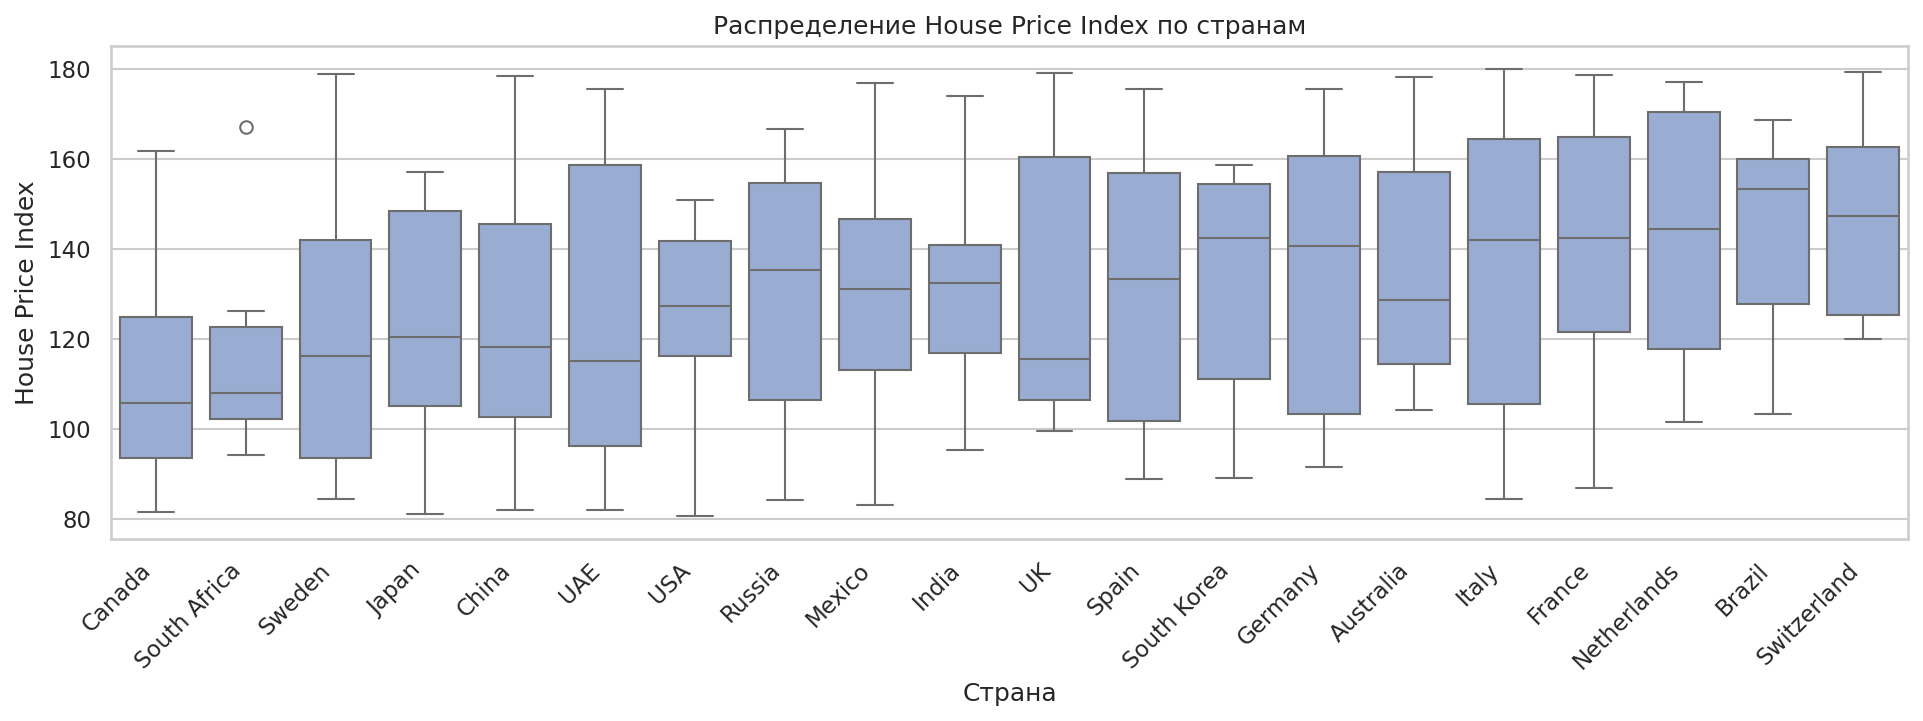 Распределение House Price Index по странам
House Price Index
180
160
140
120
100
80
Canada
South Africa
Sweden
Japan
China
UAE
USA
Russia
Mexico
India
UK
Spain
South Korea
Germany
Australia
Italy
France
Netherlands
Brazil
Switzerland
Страна